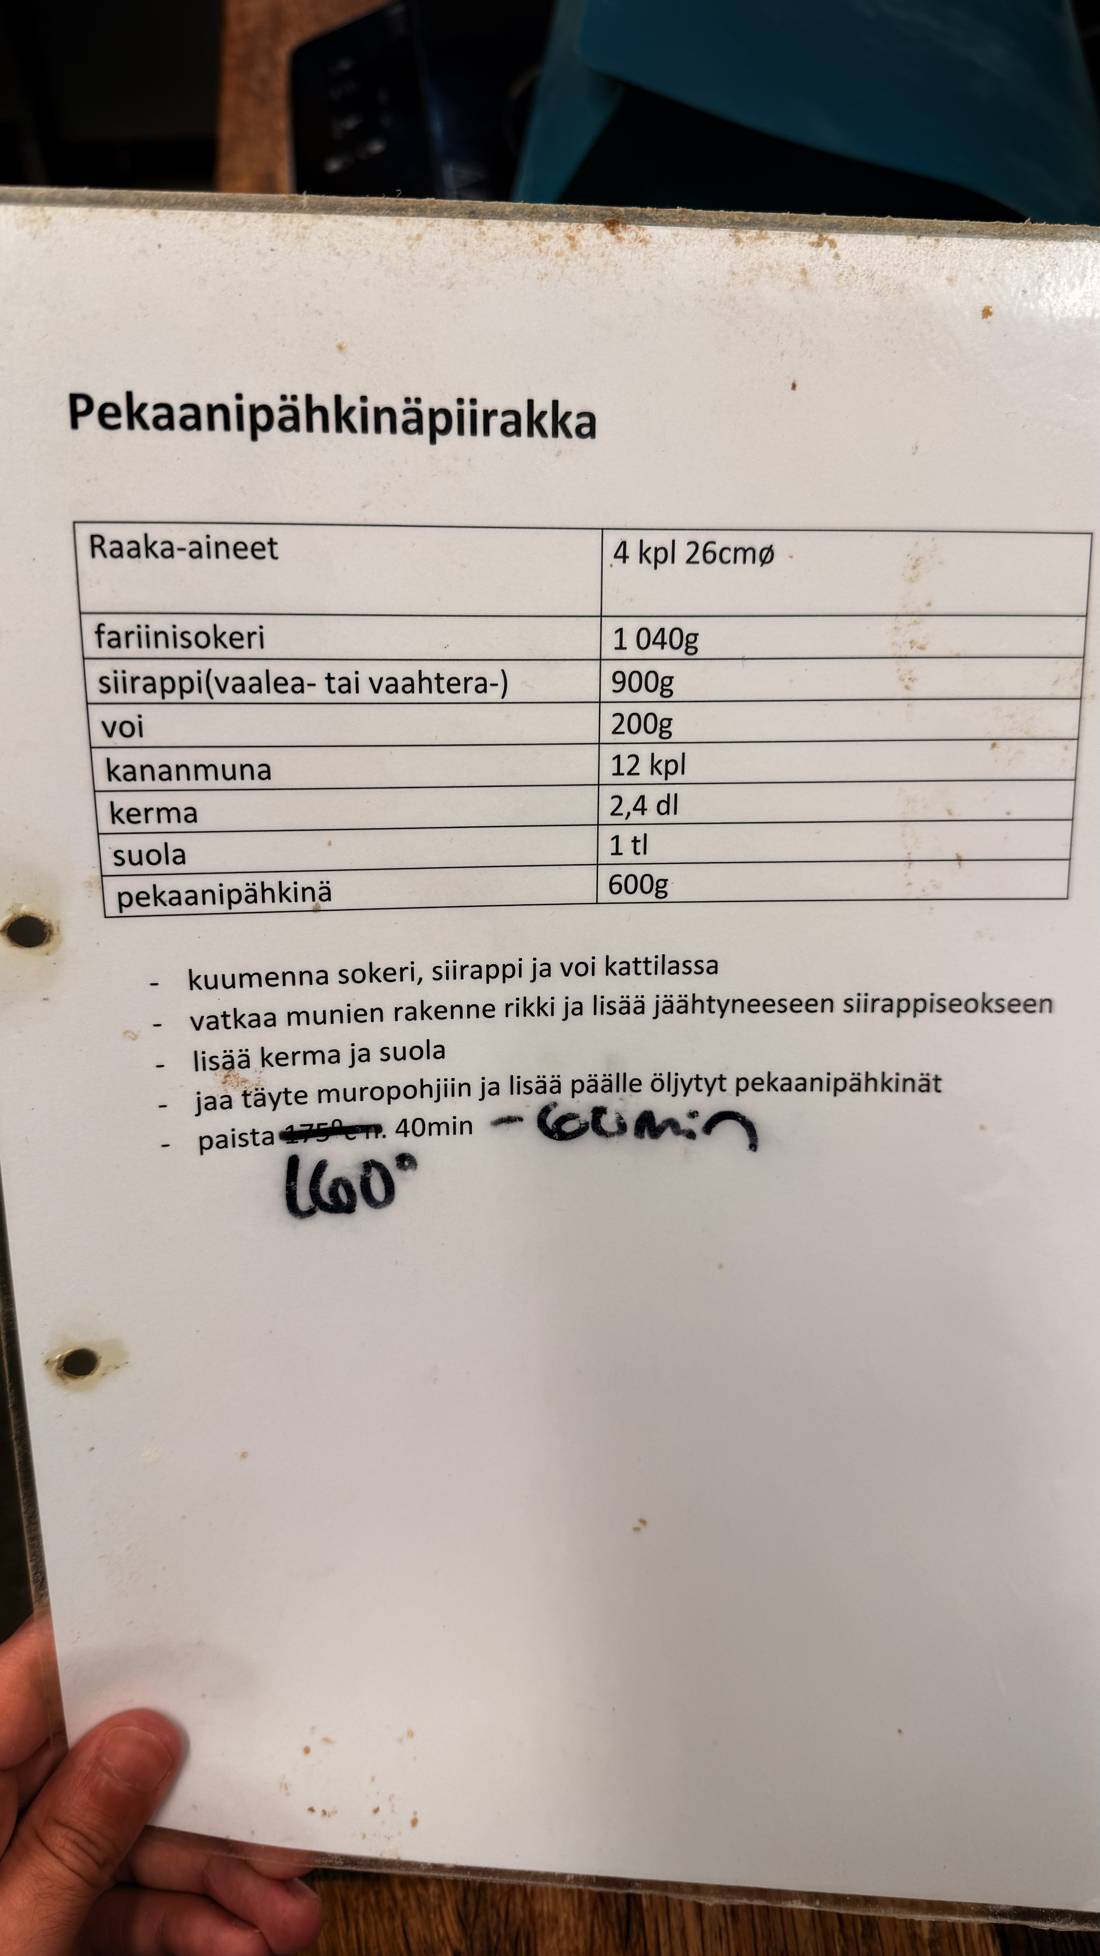 Pekaanipähkinäpiirakka
Raaka-aineet 4 kpl 26cmø
fariinisokeri 1 040g
siirappi(vaalea- tai vaahtera-) 900g
voi 200g
kananmuna 12 kpl
kerma 2,4 dl
suola 1 tl
pekaanipähkinä 600g
- kuumenna sokeri, siirappi ja voi kattilassa
- vatkaa munien rakenne rikki ja lisää jäähtyneeseen siirappiseokseen
- lisää kerma ja suola
- jaa täyte muropohjiin ja lisää päälle öljytyt pekaanipähkinät
- paista 175°c n. 40min - 60min
160°